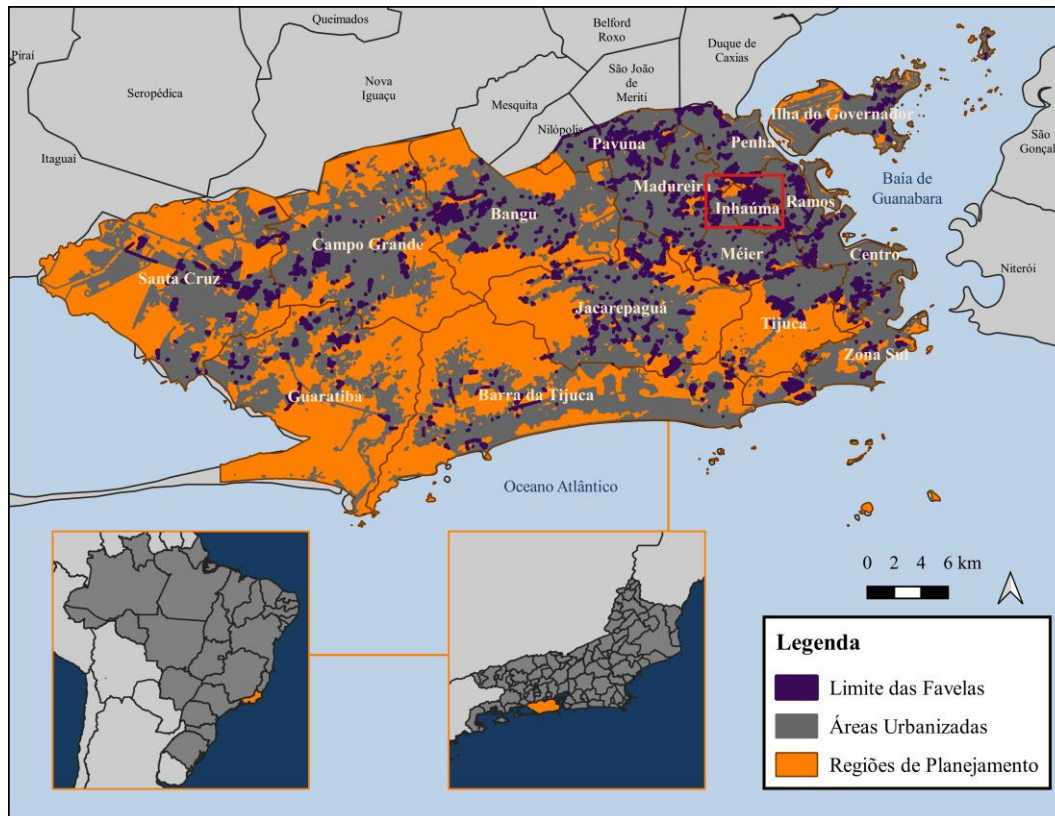 Queimados
Belford
Roxo
Duque de
Caxias
Piraí
Seropédica
Nova
Iguaçu
São João
de
Meriti
Mesquita
Nilópolis
Itaguaí
São
Gonçal
Ilha do Governador
Pavuna
Penha
Madureira
Baía de
Guanabara
Inhaúma
Ramos
Bangu
Campo Grande
Méier
Centro
Santa Cruz
Niterói
Jacarepaguá
Tijuca
Zona Sul
Guaratiba
Barra da Tijuca
Oceano Atlântico
0 2 4 6 km
Legenda
Limite das Favelas
Áreas Urbanizadas
Regiões de Planejamento